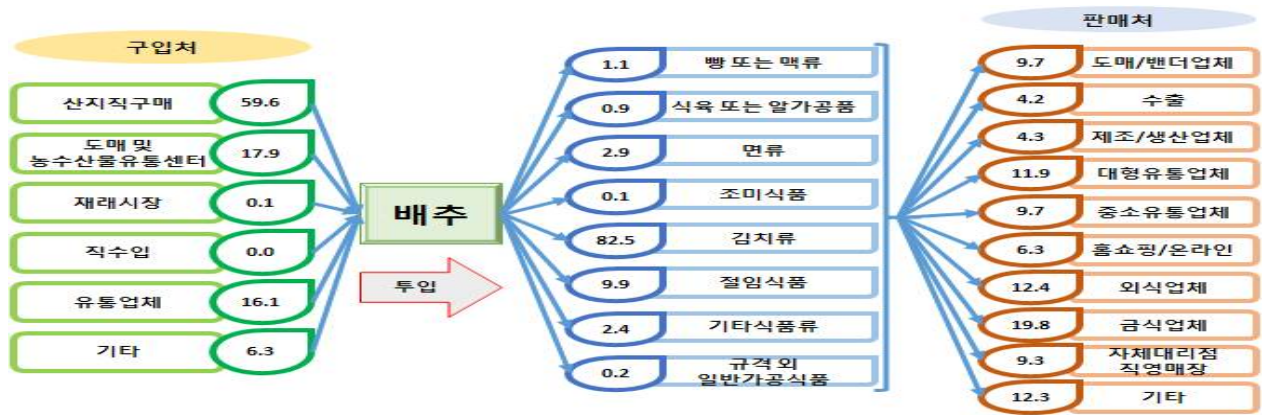 구입처
산지직구매 59.6
도매 및
농수산물유통센터 17.9
재래시장 0.1
직수입 0.0
유통업체 16.1
기타 6.3
배추
투입
1.1 빵 또는 떡류
0.9 식육 또는 알가공품
2.9 면류
0.1 조미식품
82.5 김치류
9.9 절임식품
2.4 기타식품류
0.2 규격 외
일반가공식품
판매처
9.7 도매/밴더업체
4.2 수출
4.3 제조/생산업체
11.9 대형유통업체
9.7 중소유통업체
6.3 홈쇼핑/온라인
12.4 외식업체
19.8 급식업체
9.3 자체대리점
직영매장
12.3 기타